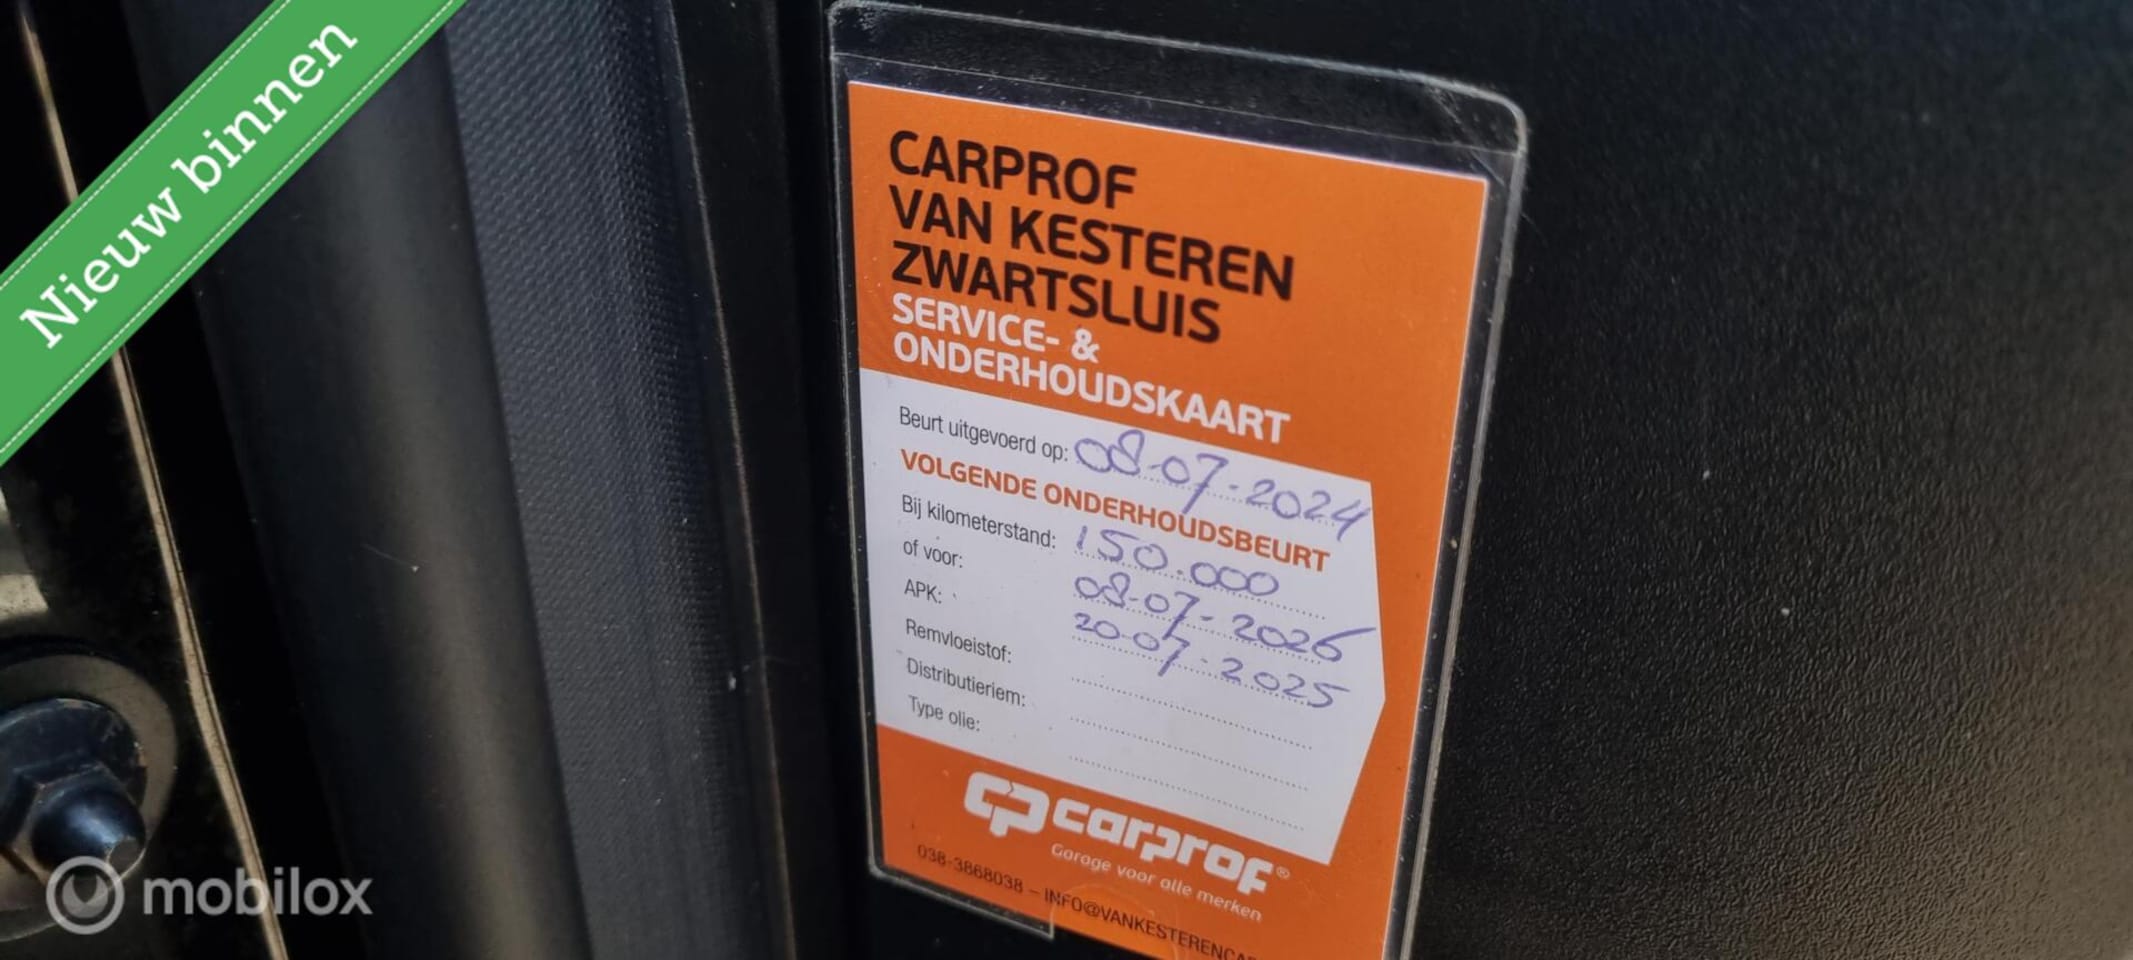 Nieuw binnen
CARPROF
VAN KESTEREN
ZWARTSLUIS
SERVICE- &
ONDERHOUDSKAART
Beurt uitgevoerd op: 08-07-2024
VOLGENDE ONDERHOUDSBEURT
Bij kilometerstand: 150.000
of voor: 08-07-2026
APK: 20-07-2025
Remvloeistof:
Distributieriem:
Type olie:
cp carprof®
Garage voor alle merken
038-3868038 – INFO@VANKESTERENCA
mobilox